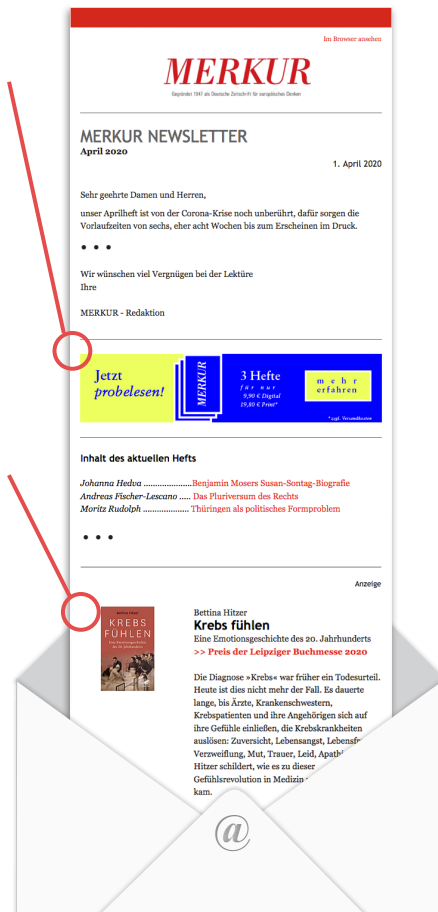 Im Browser ansehen
MERKUR
Gegründet 1947 als Deutsche Zeitschrift für europäisches Denken
MERKUR NEWSLETTER
April 2020
1. April 2020
Sehr geehrte Damen und Herren,
unser Aprilheft ist von der Corona-Krise noch unberührt, dafür sorgen die
Vorlaufzeiten von sechs, eher acht Wochen bis zum Erscheinen im Druck.
• • •
Wir wünschen viel Vergnügen bei der Lektüre
Ihre
MERKUR - Redaktion
Jetzt
probelesen!
MERKUR
3 Hefte
für nur
9,90 € Digital
19,80 € Print*
mehr
erfahren
*zzgl. Versandkosten
Inhalt des aktuellen Hefts
Johanna Hedva .....................Benjamin Mosers Susan-Sontag-Biografie
Andreas Fischer-Lescano ..... Das Pluriversum des Rechts
Moritz Rudolph ................... Thüringen als politisches Formproblem
• • •
Anzeige
Bettina Hitzer
KREBS
FÜHLEN
Eine Emotionsgeschichte
des 20. Jahrhunderts
Bettina Hitzer
Krebs fühlen
Eine Emotionsgeschichte des 20. Jahrhunderts
>> Preis der Leipziger Buchmesse 2020
Die Diagnose »Krebs« war früher ein Todesurteil.
Heute ist dies nicht mehr der Fall. Es dauerte
lange, bis Ärzte, Krankenschwestern,
Krebspatienten und ihre Angehörigen sich auf
ihre Gefühle einließen, die Krebskrankheiten
auslösen: Zuversicht, Lebensangst,
Verzweiflung, Mut, Trauer, Leid,
Hitzer schildert, wie es zu dieser
Gefühlsrevolution in Medizin
kam.
@